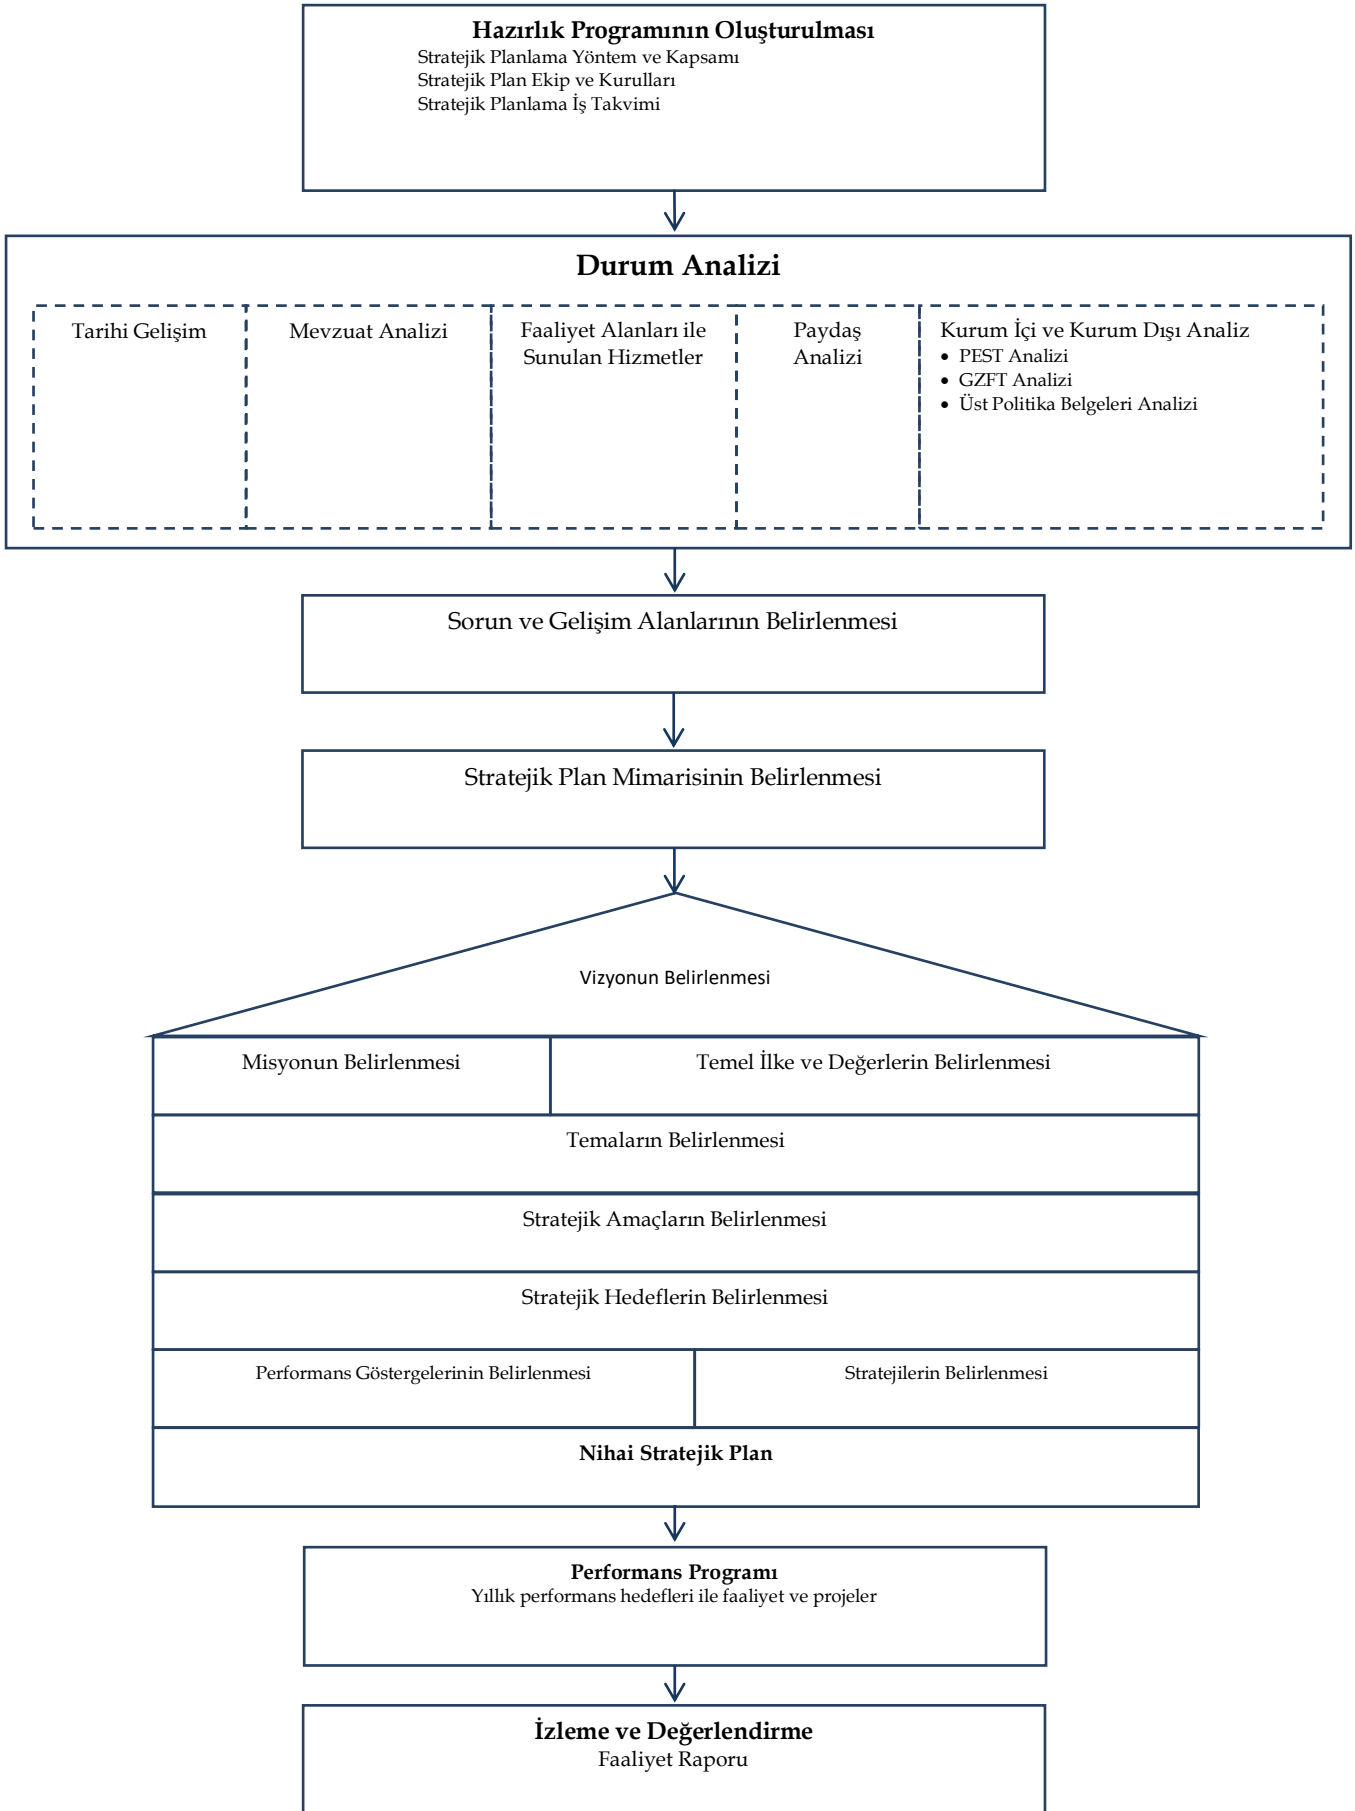 Hazırlık Programının Oluşturulması
Stratejik Planlama Yöntem ve Kapsamı
Stratejik Plan Ekip ve Kurulları
Stratejik Planlama İş Takvimi
Durum Analizi
Tarihi Gelişim
Mevzuat Analizi
Faaliyet Alanları ile
Sunulan Hizmetler
Paydaş
Analizi
Kurum İçi ve Kurum Dışı Analiz
• PEST Analizi
• GZFT Analizi
• Üst Politika Belgeleri Analizi
Sorun ve Gelişim Alanlarının Belirlenmesi
Stratejik Plan Mimarisinin Belirlenmesi
Vizyonun Belirlenmesi
Misyonun Belirlenmesi
Temel İlke ve Değerlerin Belirlenmesi
Temaların Belirlenmesi
Stratejik Amaçların Belirlenmesi
Stratejik Hedeflerin Belirlenmesi
Performans Göstergelerinin Belirlenmesi
Stratejilerin Belirlenmesi
Nihai Stratejik Plan
Performans Programı
Yıllık performans hedefleri ile faaliyet ve projeler
İzleme ve Değerlendirme
Faaliyet Raporu